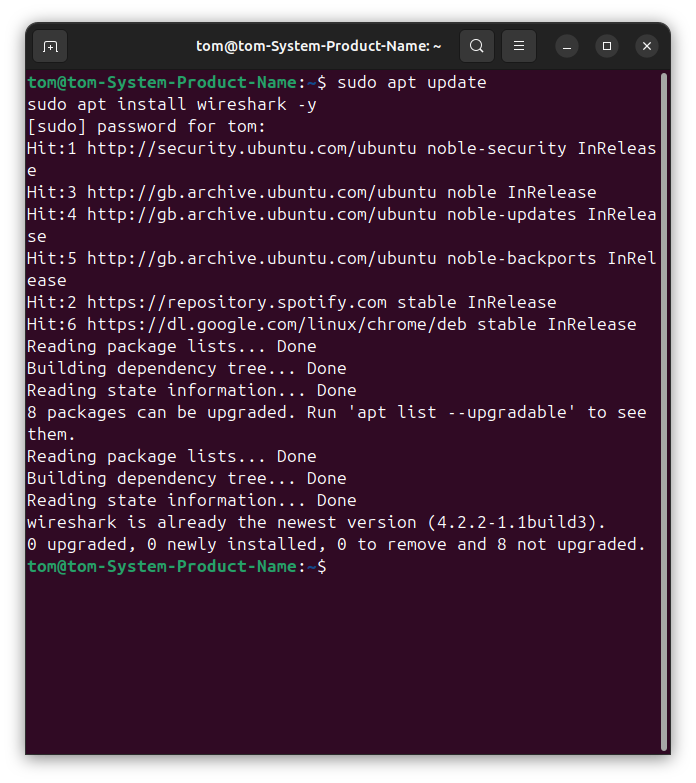 tom@tom-System-Product-Name: ~
tom@tom-System-Product-Name:~$ sudo apt update
sudo apt install wireshark -y
[sudo] password for tom:
Hit:1 http://security.ubuntu.com/ubuntu noble-security InReleas
e
Hit:3 http://gb.archive.ubuntu.com/ubuntu noble InRelease
Hit:4 http://gb.archive.ubuntu.com/ubuntu noble-updates InRelea
se
Hit:5 http://gb.archive.ubuntu.com/ubuntu noble-backports InRel
ease
Hit:2 https://repository.spotify.com stable InRelease
Hit:6 https://dl.google.com/linux/chrome/deb stable InRelease
Reading package lists... Done
Building dependency tree... Done
Reading state information... Done
8 packages can be upgraded. Run 'apt list --upgradable' to see
them.
Reading package lists... Done
Building dependency tree... Done
Reading state information... Done
wireshark is already the newest version (4.2.2-1.1build3).
0 upgraded, 0 newly installed, 0 to remove and 8 not upgraded.
tom@tom-System-Product-Name:~$